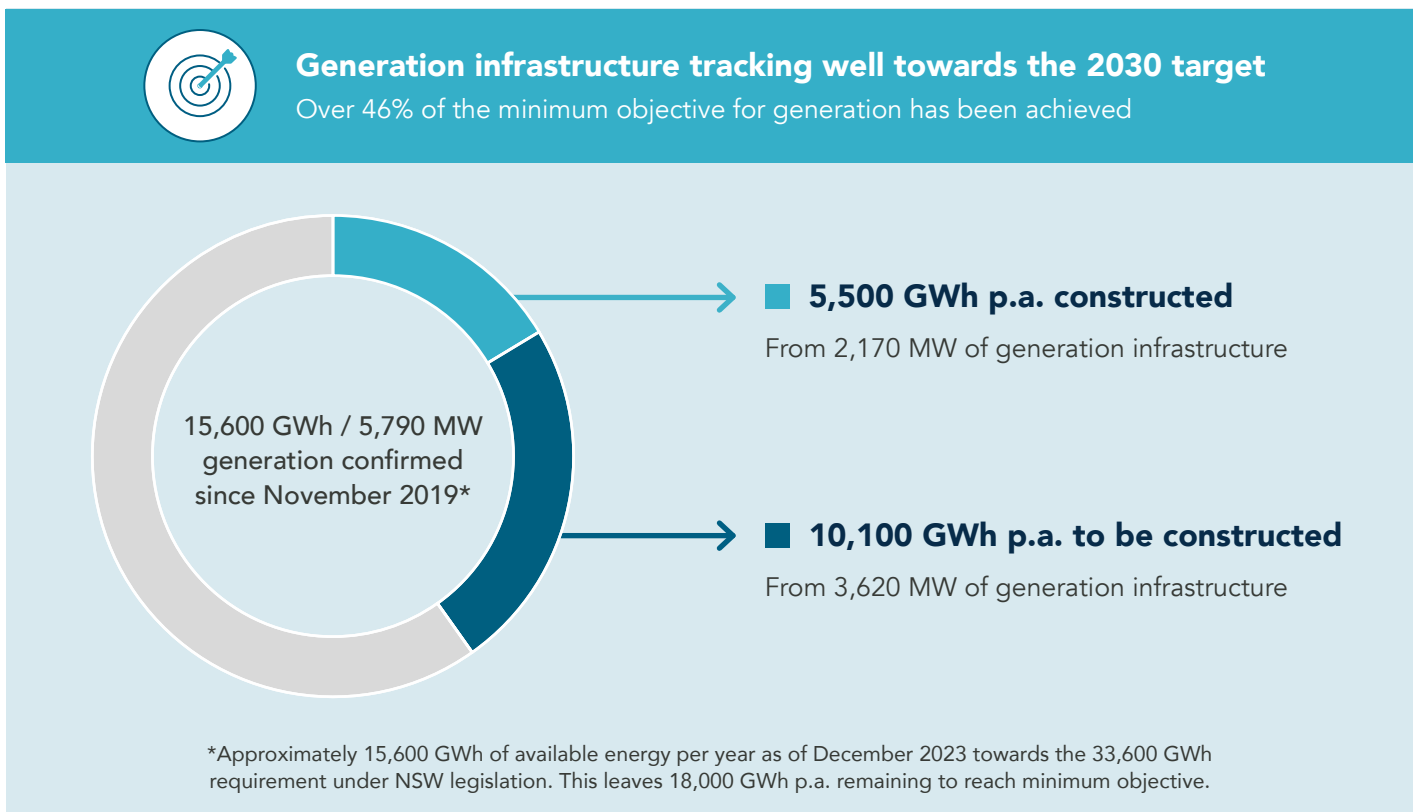 Generation infrastructure tracking well towards the 2030 target
Over 46% of the minimum objective for generation has been achieved
15,600 GWh / 5,790 MW
generation confirmed
since November 2019*
5,500 GWh p.a. constructed
From 2,170 MW of generation infrastructure
10,100 GWh p.a. to be constructed
From 3,620 MW of generation infrastructure
*Approximately 15,600 GWh of available energy per year as of December 2023 towards the 33,600 GWh
requirement under NSW legislation. This leaves 18,000 GWh p.a. remaining to reach minimum objective.